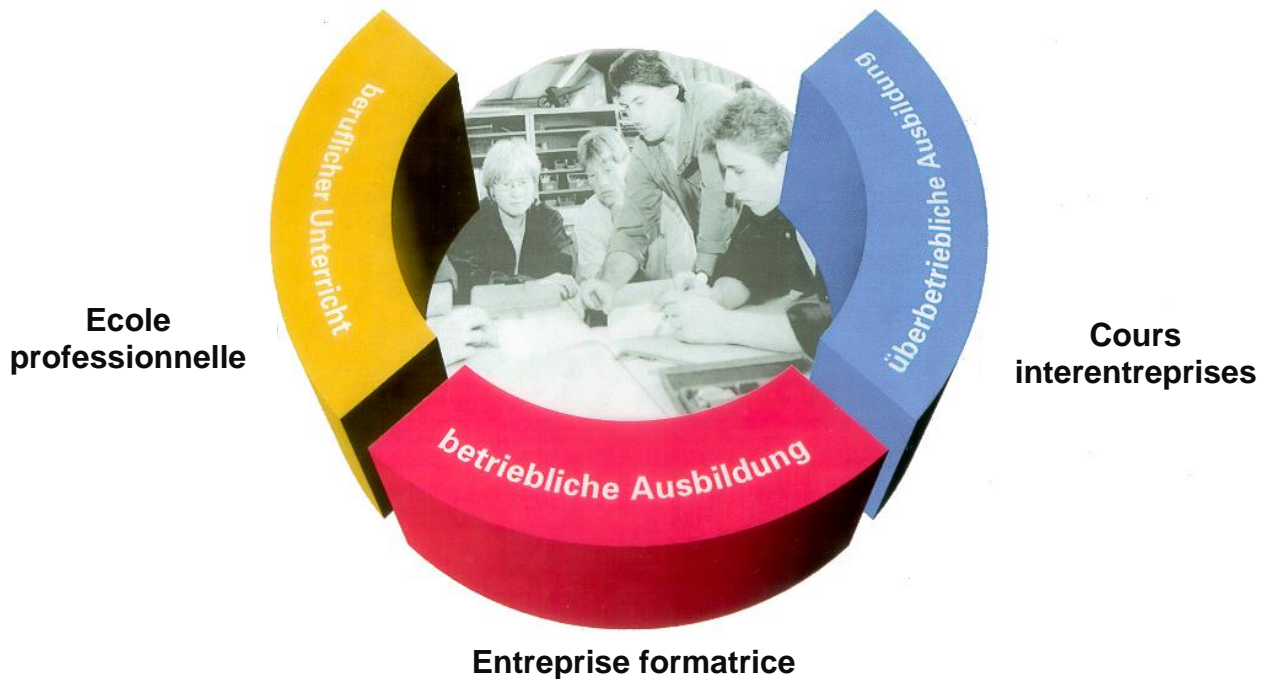 beruflicher Unterricht
überbetriebliche Ausbildung
Ecole
professionnelle
Cours
interentreprises
betriebliche Ausbildung
Entreprise formatrice